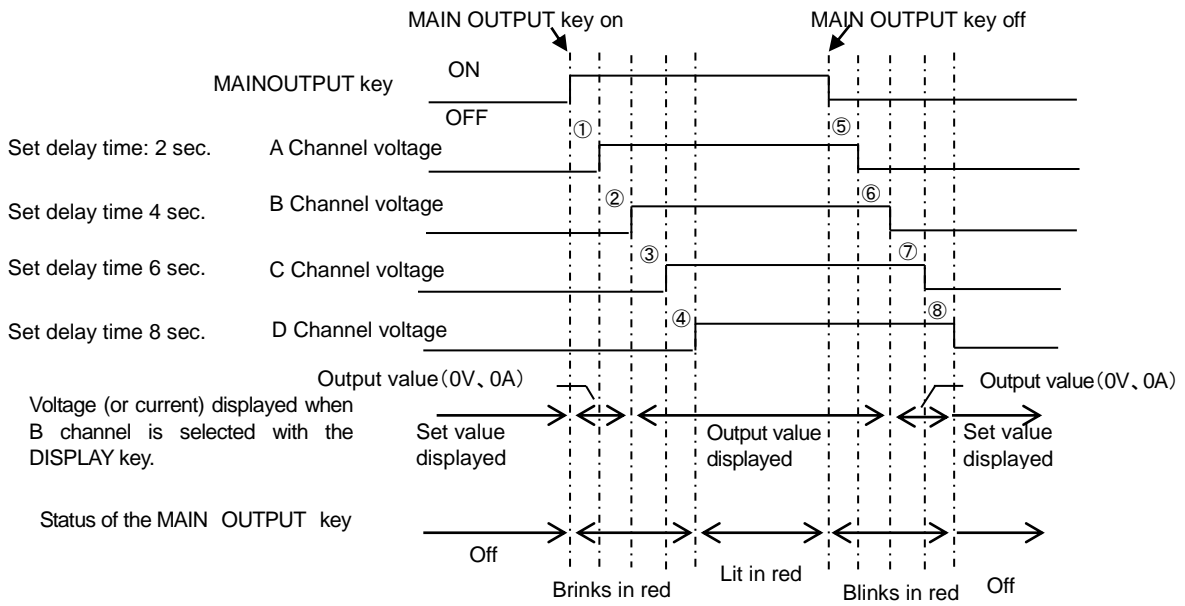 MAIN OUTPUT key on
MAIN OUTPUT key off
MAINOUTPUT key
ON
OFF
① ⑤
Set delay time: 2 sec. A Channel voltage
② ⑥
Set delay time 4 sec. B Channel voltage
③ ⑦
Set delay time 6 sec. C Channel voltage
④ ⑧
Set delay time 8 sec. D Channel voltage
Output value(0V、0A)
Output value(0V、0A)
Voltage (or current) displayed when
B channel is selected with the
DISPLAY key.
Set value
displayed
Output value
displayed
Set value
displayed
Status of the MAIN OUTPUT key
Off
Brinks in red
Lit in red
Blinks in red
Off